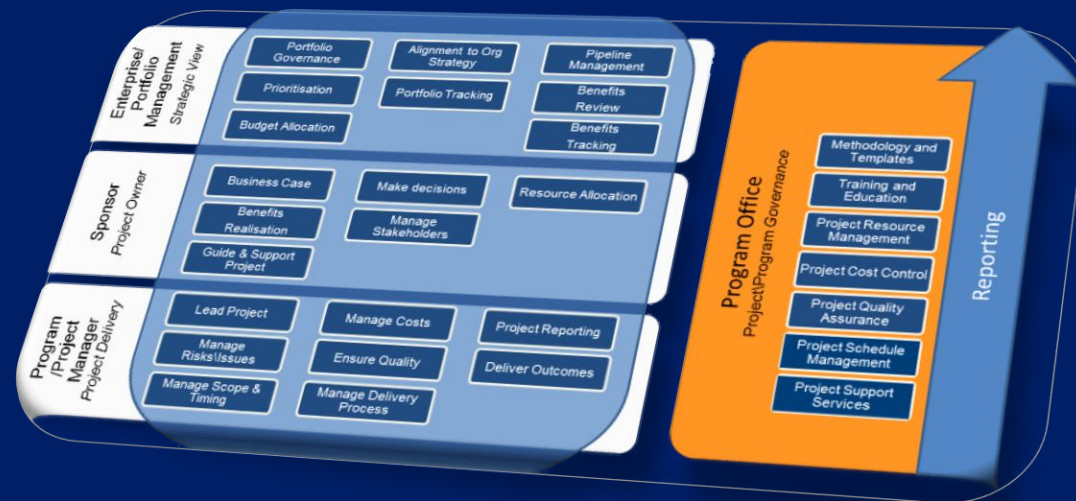 Enterprise/
Portfolio
Management
Strategic View
Portfolio
Governance
Alignment to Org
Strategy
Pipeline
Management
Prioritisation
Portfolio Tracking
Benefits
Review
Budget Allocation
Benefits
Tracking
Sponsor
Project Owner
Business Case
Make decisions
Resource Allocation
Benefits
Realisation
Manage
Stakeholders
Guide & Support
Project
Program
/Project
Manager
Project Delivery
Lead Project
Manage Costs
Project Reporting
Manage
Risks\Issues
Ensure Quality
Deliver Outcomes
Manage Scope &
Timing
Manage Delivery
Process
Program Office
Project\Program Governance
Methodology and
Templates
Training and
Education
Project Resource
Management
Project Cost Control
Project Quality
Assurance
Project Schedule
Management
Project Support
Services
Reporting